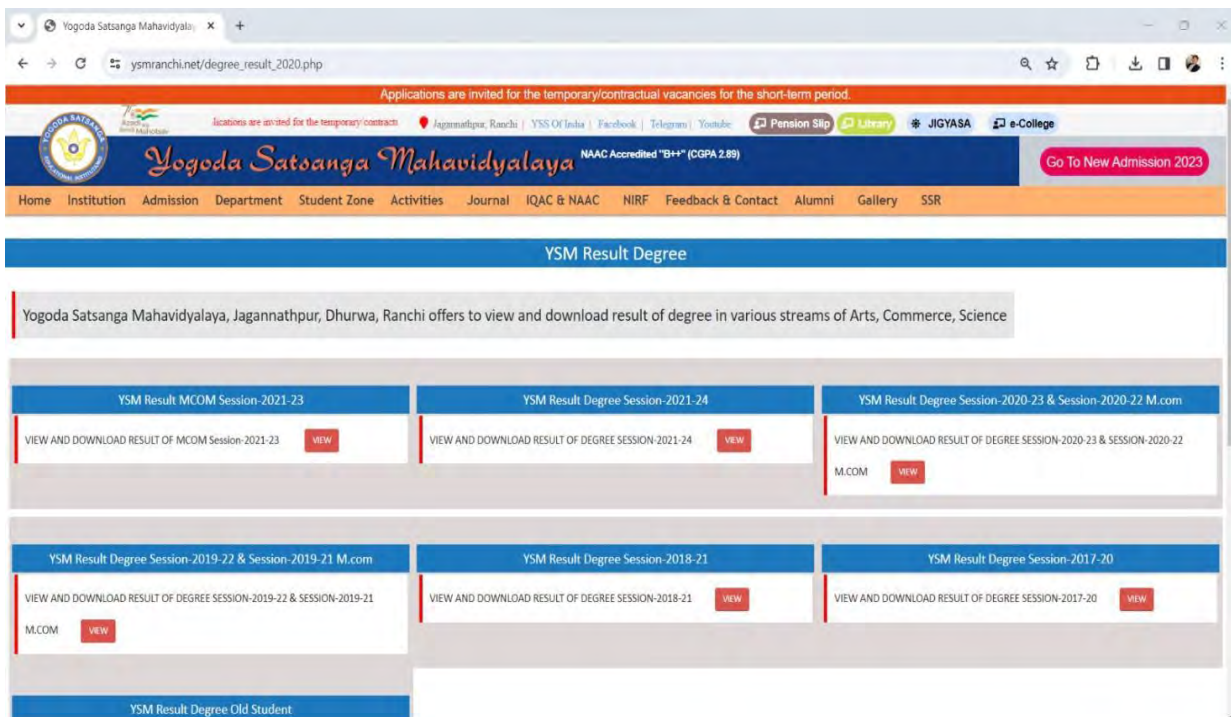 Yogoda Satsanga Mahavidyala
ysmranchi.net/degree_result_2020.php
Applications are invited for the temporary/contractual vacancies for the short-term period.
lications are invited for the temporary contract Jagannathpur, Ranchi | YSS Of India | Facebook | Telegram | Youtube Pension Slip Library JIGYASA e-College
Yogoda Satsanga Mahavidyalaya NAAC Accredited "B++" (CGPA 2.89)
Go To New Admission 2023
Home Institution Admission Department Student Zone Activities Journal IQAC & NAAC NIRF Feedback & Contact Alumni Gallery SSR
YSM Result Degree
Yogoda Satsanga Mahavidyalaya, Jagannathpur, Dhurwa, Ranchi offers to view and download result of degree in various streams of Arts, Commerce, Science
YSM Result MCOM Session-2021-23
VIEW AND DOWNLOAD RESULT OF MCOM Session-2021-23 VIEW
YSM Result Degree Session-2021-24
VIEW AND DOWNLOAD RESULT OF DEGREE SESSION-2021-24 VIEW
YSM Result Degree Session-2020-23 & Session-2020-22 M.com
VIEW AND DOWNLOAD RESULT OF DEGREE SESSION-2020-23 & SESSION-2020-22
M.COM VIEW
YSM Result Degree Session-2019-22 & Session-2019-21 M.com
VIEW AND DOWNLOAD RESULT OF DEGREE SESSION-2019-22 & SESSION-2019-21
M.COM VIEW
YSM Result Degree Session-2018-21
VIEW AND DOWNLOAD RESULT OF DEGREE SESSION-2018-21 VIEW
YSM Result Degree Session-2017-20
VIEW AND DOWNLOAD RESULT OF DEGREE SESSION-2017-20 VIEW
YSM Result Degree Old Student